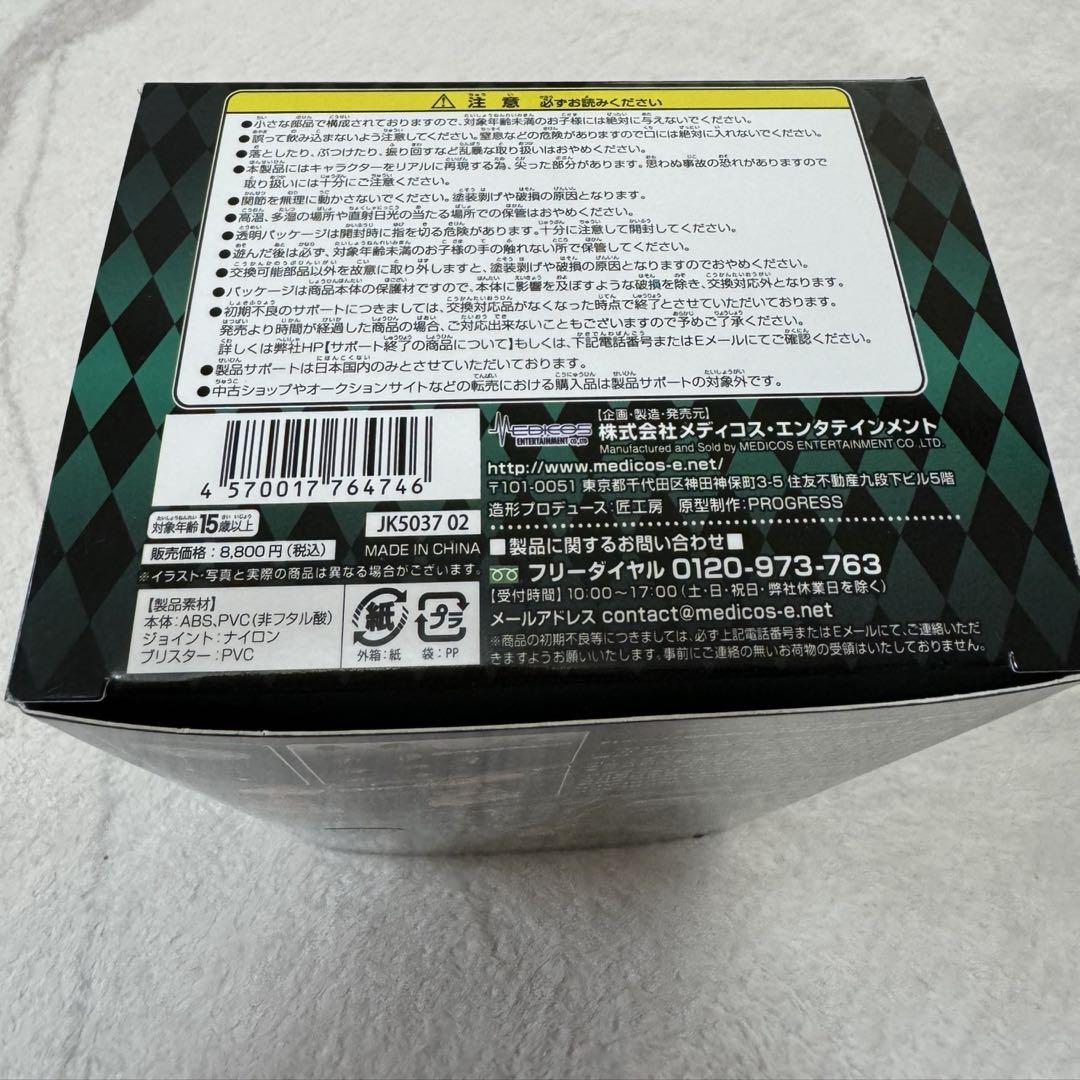 注意 必ずお読みください
●小さな部品で構成されておりますので、対象年齢未満のお子様には絶対に与えないでください。
●誤って飲み込まないよう注意してください。窒息などの危険がありますので口には絶対に入れないでください。
●落としたり、ぶつけたり、振り回すなど乱暴な取り扱いはおやめください。
●本製品にはキャラクターをリアルに再現する為、尖った部分があります。思わぬ事故の恐れがありますので
取り扱いには十分にご注意ください。
●関節を無理に動かさないでください。塗装剥げや破損の原因となります。
●高温、多湿の場所や直射日光の当たる場所での保管はおやめください。
●透明パッケージは開封時に指を切る危険があります。十分に注意して開封してください。
●遊んだ後は必ず、対象年齢未満のお子様の手の触れない所で保管してください。
●交換可能部品以外を故意に取り外しますと、塗装剥げや破損の原因となりますのでおやめください。
●パッケージは商品本体の保護材ですので、本体に影響を及ぼすような破損を除き、交換対応外となります。
●初期不良のサポートにつきましては、交換対応品がなくなった時点で終了とさせていただいております。
発売より時間が経過した商品の場合、ご対応出来ないこともございますので予めご了承ください。
詳しくは弊社HP【サポート終了の商品について】もしくは、下記電話番号またはEメールにてご確認ください。
●製品サポートは日本国内のみとさせていただいております。
●中古ショップやオークションサイトなどの転売における購入品は製品サポートの対象外です。
4 570017 764746
対象年齢15歳以上
JK5037 02
販売価格:8,800円(税込)
MADE IN CHINA
※イラスト・写真と実際の商品は異なる場合がございます。
【製品素材】
本体:ABS、PVC(非フタル酸)
ジョイント:ナイロン
ブリスター:PVC
紙
外箱:紙
プラ
袋:PP
MEDICOS
ENTERTAINMENT CO.,LTD.
【企画・製造・発売元】
株式会社メディコス・エンタテインメント
Manufactured and Sold by MEDICOS ENTERTAINMENT CO.,LTD.
http://www.medicos-e.net/
〒101-0051 東京都千代田区神田神保町3-5 住友不動産九段下ビル5階
造形プロデュース:匠工房 原型制作:PROGRESS
■製品に関するお問い合わせ■
フリーダイヤル 0120-973-763
【受付時間】10:00〜17:00(土・日・祝日・弊社休業日を除く)
メールアドレス contact@medicos-e.net
※商品の初期不良等につきましては、必ず上記電話番号またはEメールにて、ご連絡いただ
きますようお願いいたします。事前にご連絡の無いお荷物の受領はいたしておりません。